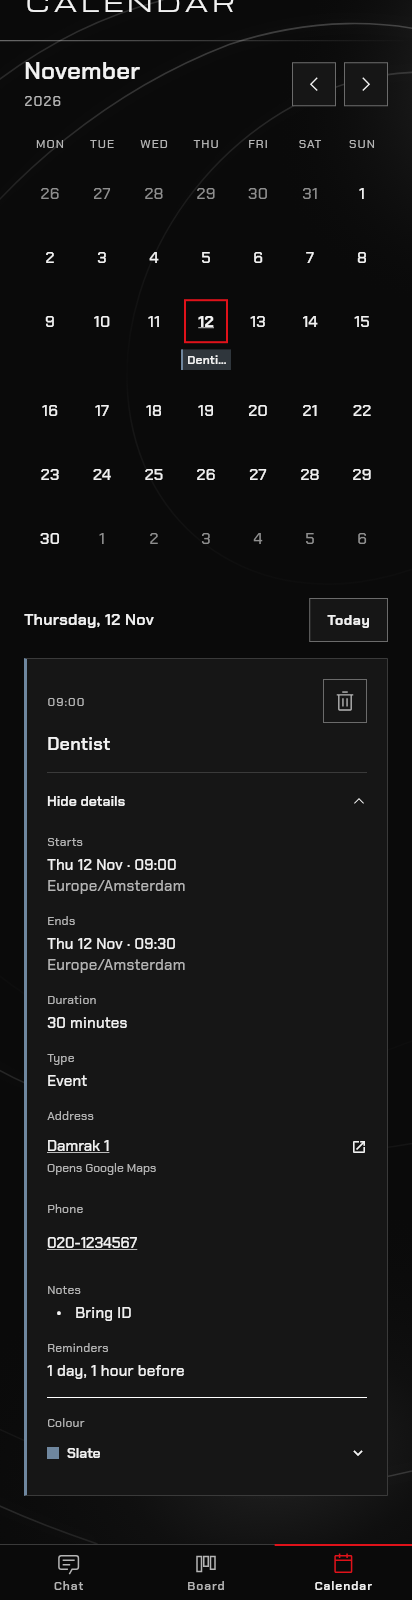 CALENDAR
November
2026
MON TUE WED THU FRI SAT SUN
26 27 28 29 30 31 1
2 3 4 5 6 7 8
9 10 11 12 13 14 15
Denti...
16 17 18 19 20 21 22
23 24 25 26 27 28 29
30 1 2 3 4 5 6
Thursday, 12 Nov
Today
09:00
Dentist
Hide details
Starts
Thu 12 Nov · 09:00
Europe/Amsterdam
Ends
Thu 12 Nov · 09:30
Europe/Amsterdam
Duration
30 minutes
Type
Event
Address
Damrak 1
Opens Google Maps
Phone
020-1234567
Notes
• Bring ID
Reminders
1 day, 1 hour before
Colour
Slate
Chat Board Calendar